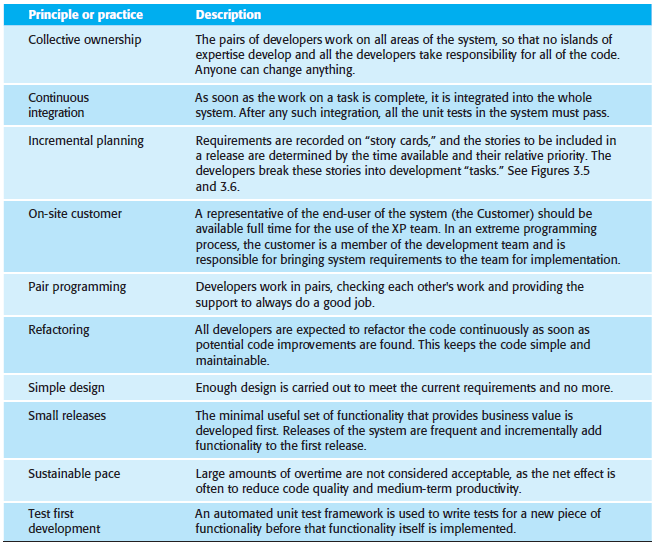 Principle or practice Description
Collective ownership The pairs of developers work on all areas of the system, so that no islands of
expertise develop and all the developers take responsibility for all of the code.
Anyone can change anything.
Continuous As soon as the work on a task is complete, it is integrated into the whole
integration system. After any such integration, all the unit tests in the system must pass.
Incremental planning Requirements are recorded on “story cards,” and the stories to be included in
a release are determined by the time available and their relative priority. The
developers break these stories into development “tasks.” See Figures 3.5
and 3.6.
On-site customer A representative of the end-user of the system (the Customer) should be
available full time for the use of the XP team. In an extreme programming
process, the customer is a member of the development team and is
responsible for bringing system requirements to the team for implementation.
Pair programming Developers work in pairs, checking each other's work and providing the
support to always do a good job.
Refactoring All developers are expected to refactor the code continuously as soon as
potential code improvements are found. This keeps the code simple and
maintainable.
Simple design Enough design is carried out to meet the current requirements and no more.
Small releases The minimal useful set of functionality that provides business value is
developed first. Releases of the system are frequent and incrementally add
functionality to the first release.
Sustainable pace Large amounts of overtime are not considered acceptable, as the net effect is
often to reduce code quality and medium-term productivity.
Test first An automated unit test framework is used to write tests for a new piece of
development functionality before that functionality itself is implemented.